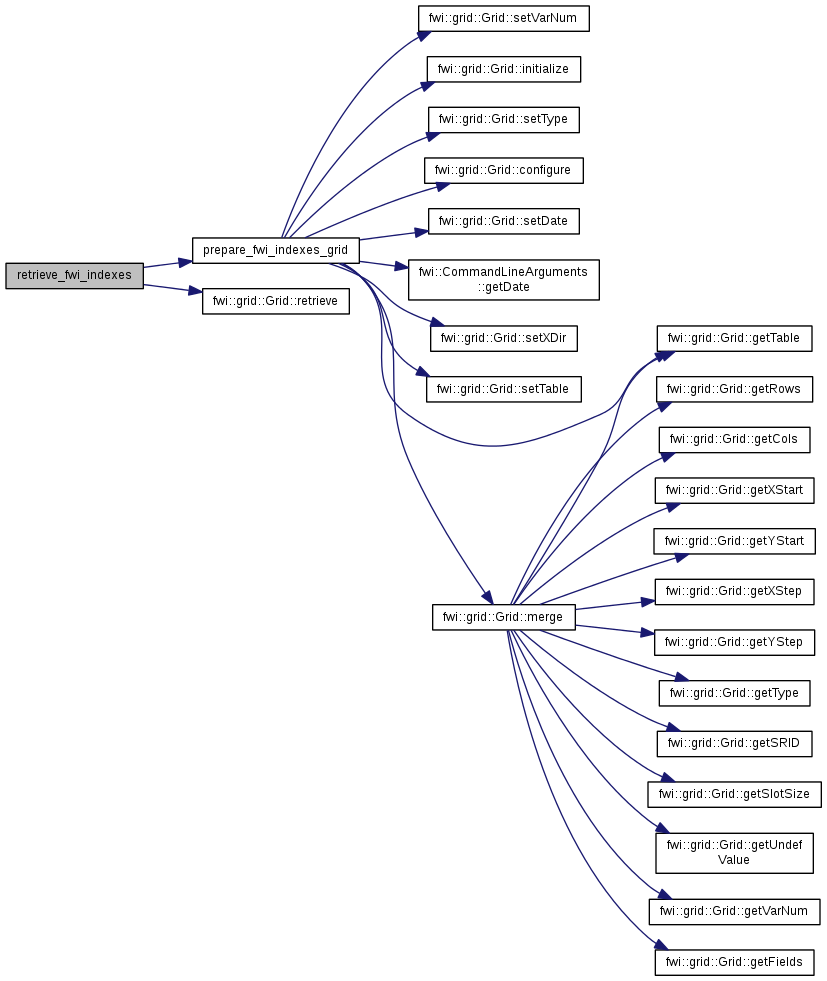 fwi::grid::Grid::setVarNum
fwi::grid::Grid::initialize
fwi::grid::Grid::setType
fwi::grid::Grid::configure
fwi::grid::Grid::setDate
prepare_fwi_indexes_grid
retrieve_fwi_indexes
fwi::CommandLineArguments
::getDate
fwi::grid::Grid::retrieve
fwi::grid::Grid::setXDir
fwi::grid::Grid::getTable
fwi::grid::Grid::setTable
fwi::grid::Grid::getRows
fwi::grid::Grid::getCols
fwi::grid::Grid::getXStart
fwi::grid::Grid::getYStart
fwi::grid::Grid::getXStep
fwi::grid::Grid::merge
fwi::grid::Grid::getYStep
fwi::grid::Grid::getType
fwi::grid::Grid::getSRID
fwi::grid::Grid::getSlotSize
fwi::grid::Grid::getUndef
Value
fwi::grid::Grid::getVarNum
fwi::grid::Grid::getFields